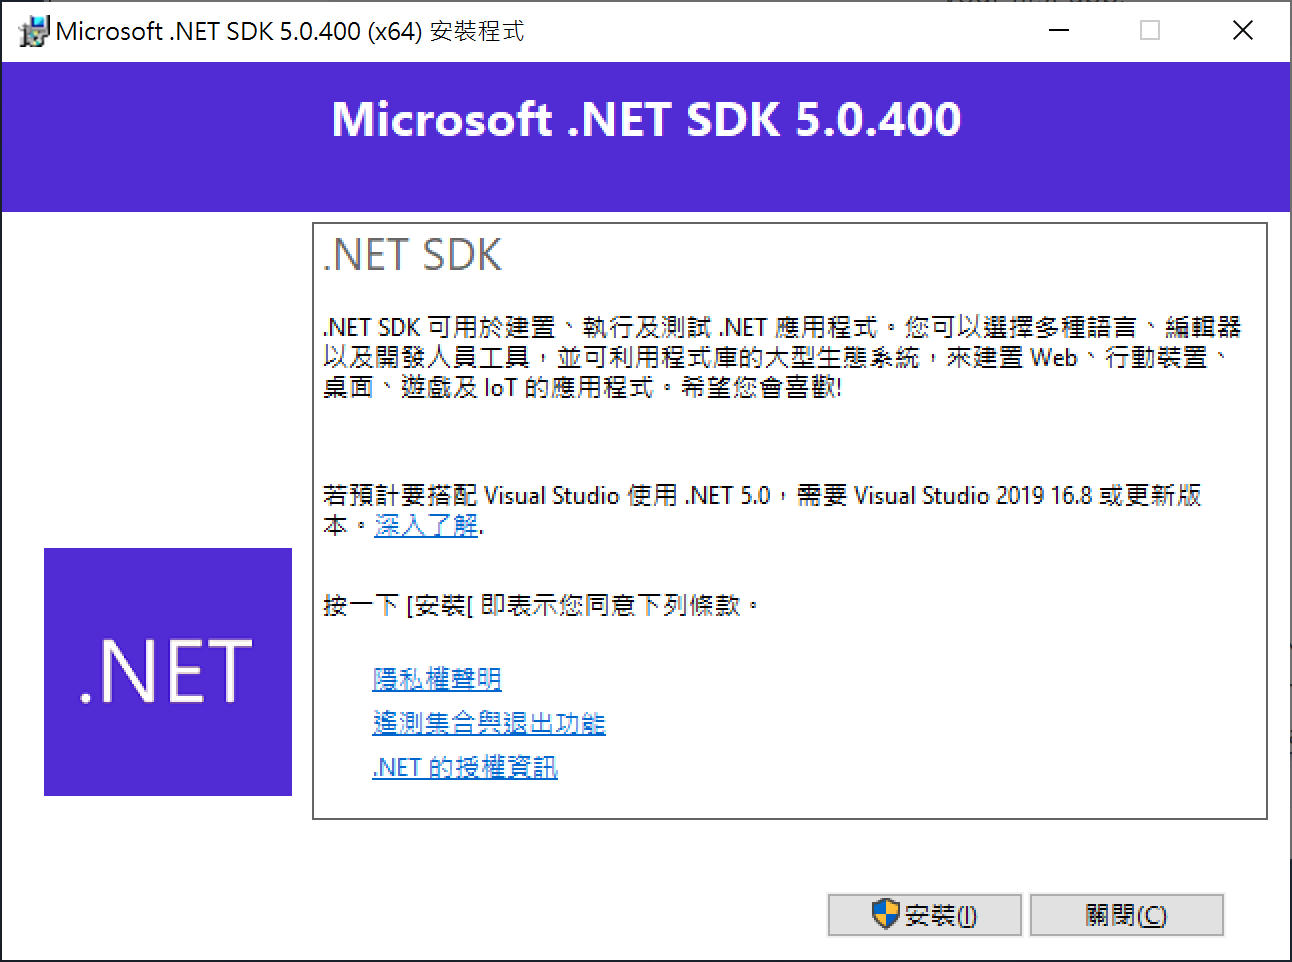 Microsoft .NET SDK 5.0.400 (x64) 安裝程式
Microsoft .NET SDK 5.0.400
.NET SDK
.NET SDK 可用於建置、執行及測試 .NET 應用程式。您可以選擇多種語言、編輯器
以及開發人員工具，並可利用程式庫的大型生態系統，來建置 Web、行動裝置、
桌面、遊戲及 IoT 的應用程式。希望您會喜歡!
若預計要搭配 Visual Studio 使用 .NET 5.0，需要 Visual Studio 2019 16.8 或更新版
本。深入了解.
按一下 [安裝[ 即表示您同意下列條款。
隱私權聲明
遙測集合與退出功能
.NET 的授權資訊
.NET
安裝(I)
關閉(C)